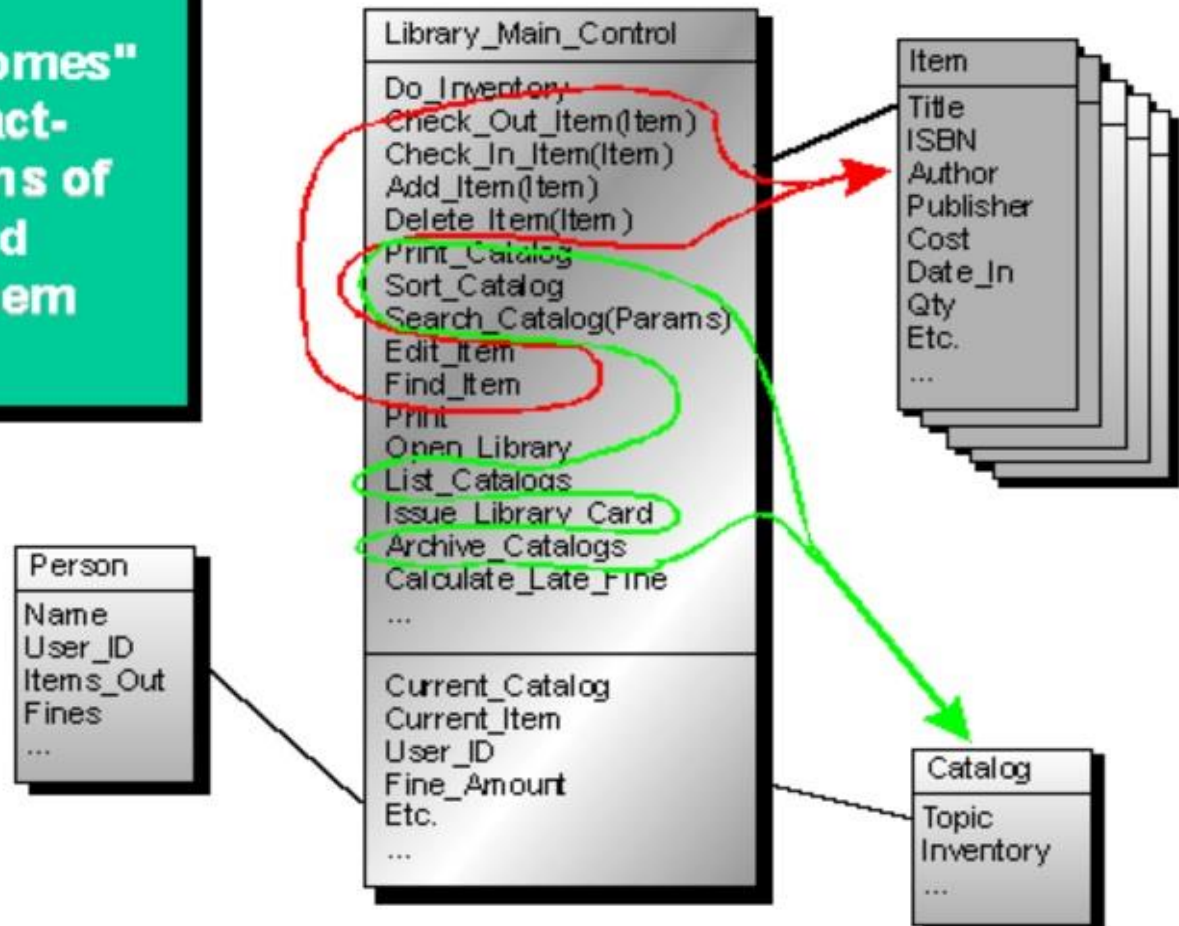 omes"
act-
ns of
d
em
Library_Main_Control
Do_Inventory
Check_Out_Item(Item)
Check_In_Item(Item)
Add_Item(Item)
Delete_Item(Item )
Print_Catalog
Sort_Catalog
Search_Catalog(Params)
Edit_Item
Find_Item
Print
Open_Library
List_Catalogs
Issue_Library_Card
Archive_Catalogs
Calculate_Late_Fine
...
Current_Catalog
Current_Item
User_ID
Fine_Amount
Etc.
...
Item
Title
ISBN
Author
Publisher
Cost
Date_In
Qty
Etc.
...
Person
Name
User_ID
Items_Out
Fines
...
Catalog
Topic
Inventory
...